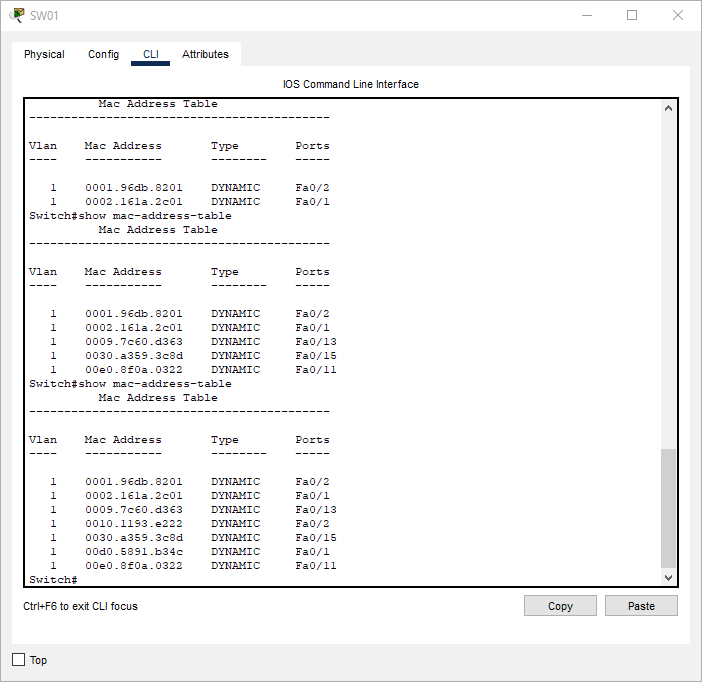 SW01
Physical Config CLI Attributes
IOS Command Line Interface
Mac Address Table
-------------------------------------------
Vlan    Mac Address       Type        Ports
----    -----------       --------    -----
   1    0001.96db.8201    DYNAMIC     Fa0/2
   1    0002.161a.2c01    DYNAMIC     Fa0/1
Switch#show mac-address-table
Mac Address Table
-------------------------------------------
Vlan    Mac Address       Type        Ports
----    -----------       --------    -----
   1    0001.96db.8201    DYNAMIC     Fa0/2
   1    0002.161a.2c01    DYNAMIC     Fa0/1
   1    0009.7c60.d363    DYNAMIC     Fa0/13
   1    0030.a359.3c8d    DYNAMIC     Fa0/15
   1    00e0.8f0a.0322    DYNAMIC     Fa0/11
Switch#show mac-address-table
Mac Address Table
-------------------------------------------
Vlan    Mac Address       Type        Ports
----    -----------       --------    -----
   1    0001.96db.8201    DYNAMIC     Fa0/2
   1    0002.161a.2c01    DYNAMIC     Fa0/1
   1    0009.7c60.d363    DYNAMIC     Fa0/13
   1    0010.1193.e222    DYNAMIC     Fa0/2
   1    0030.a359.3c8d    DYNAMIC     Fa0/15
   1    00d0.5891.b34c    DYNAMIC     Fa0/1
   1    00e0.8f0a.0322    DYNAMIC     Fa0/11
Switch#
Ctrl+F6 to exit CLI focus
Copy Paste
Top